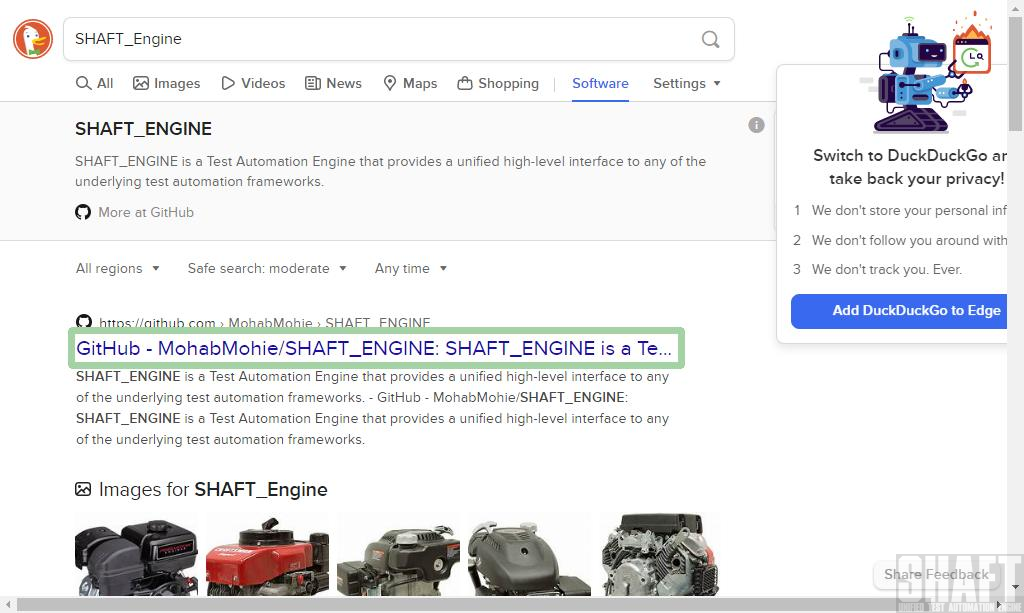 SHAFT_Engine
All Images Videos News Maps Shopping Software Settings
SHAFT_ENGINE
SHAFT_ENGINE is a Test Automation Engine that provides a unified high-level interface to any of the
underlying test automation frameworks.
More at GitHub
Switch to DuckDuckGo an
take back your privacy!
1 We don't store your personal inf
2 We don't follow you around with
3 We don't track you. Ever.
Add DuckDuckGo to Edge
All regions Safe search: moderate Any time
https://github.com › MohabMohie › SHAFT_ENGINE
GitHub - MohabMohie/SHAFT_ENGINE: SHAFT_ENGINE is a Te...
SHAFT_ENGINE is a Test Automation Engine that provides a unified high-level interface to any
of the underlying test automation frameworks. - GitHub - MohabMohie/SHAFT_ENGINE:
SHAFT_ENGINE is a Test Automation Engine that provides a unified high-level interface to any
of the underlying test automation frameworks.
Images for SHAFT_Engine
Share Feedback
SHAFT